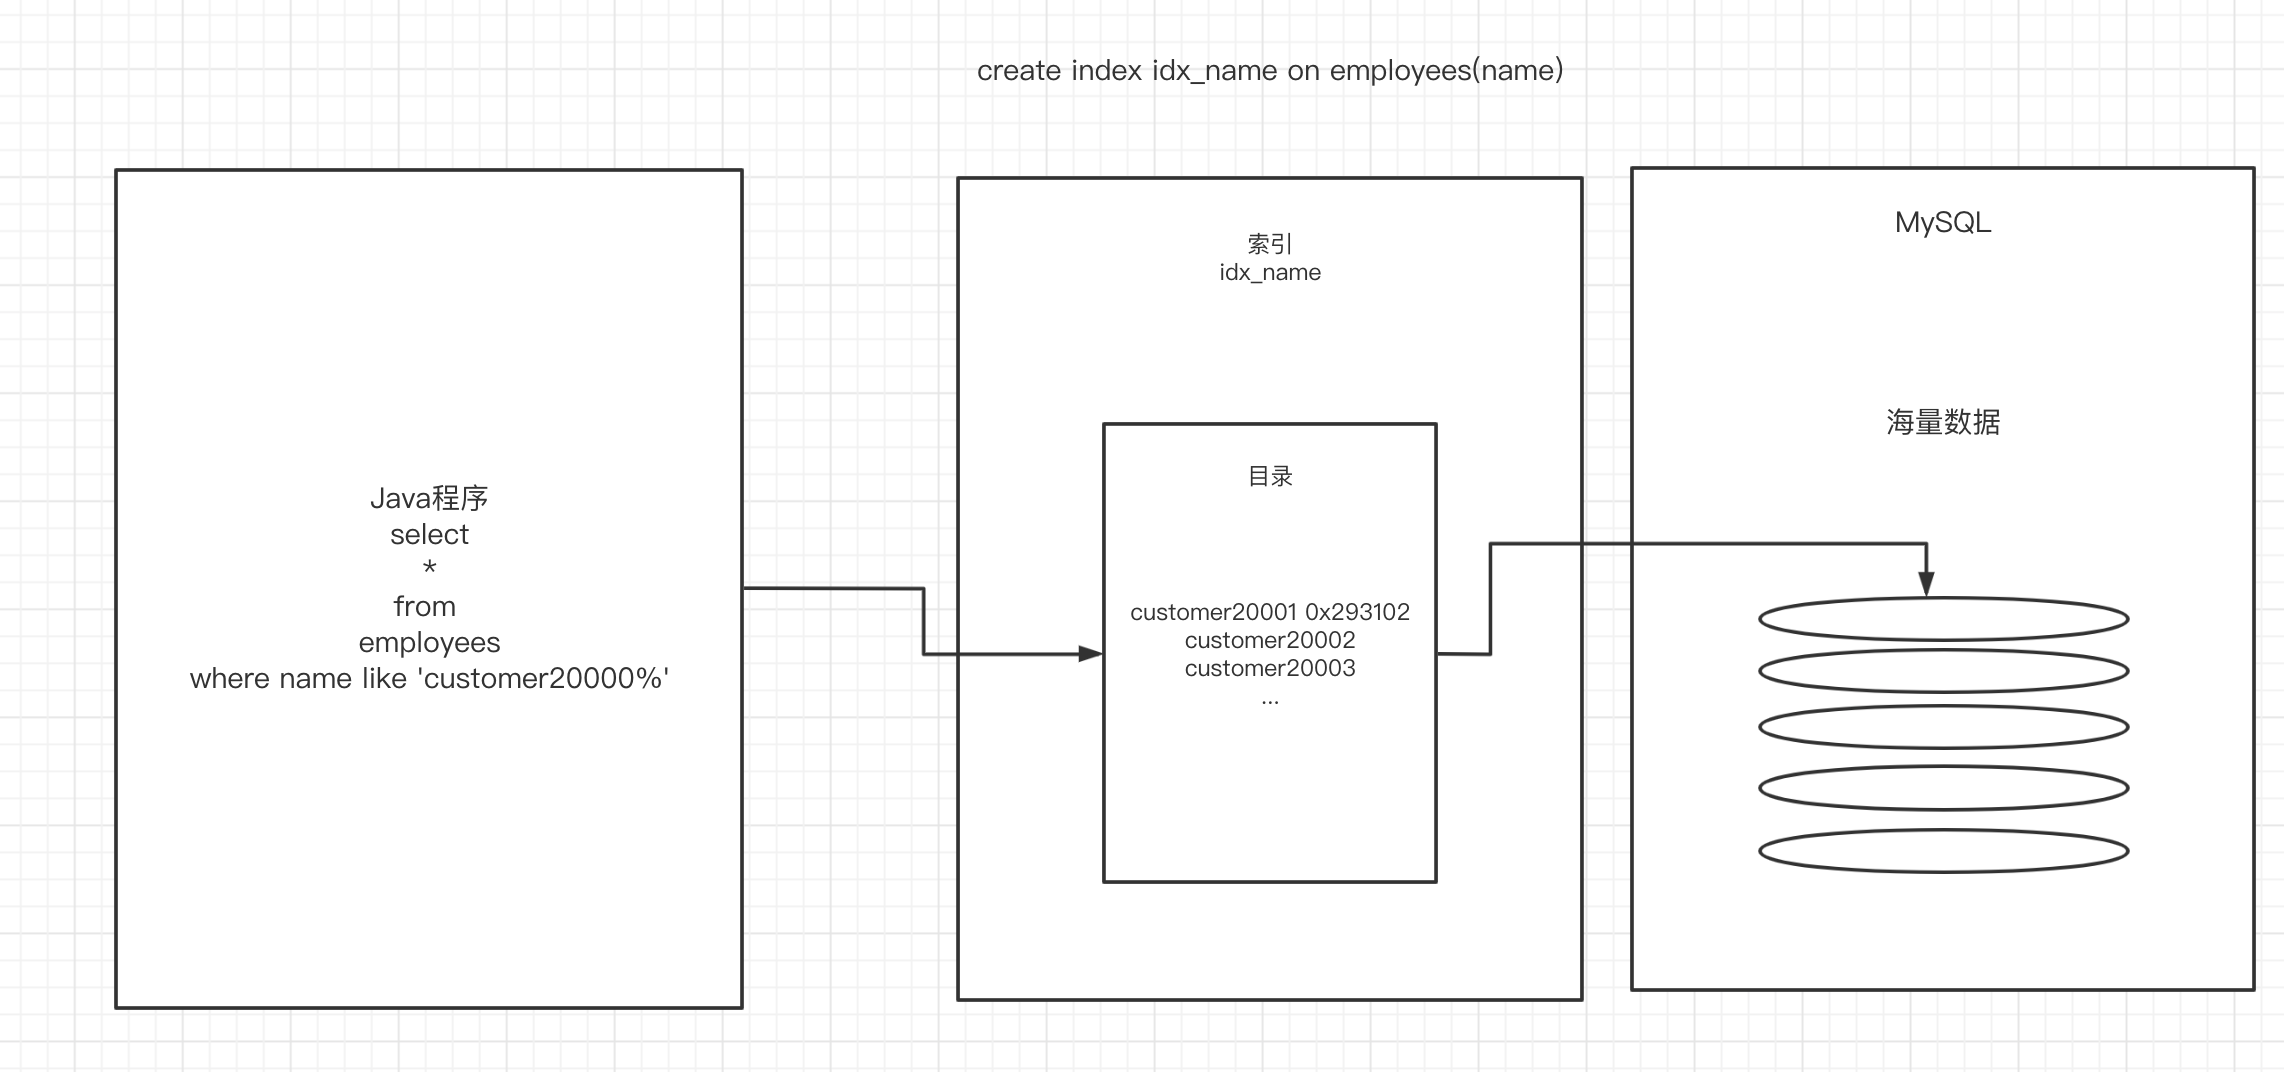 create index idx_name on employees(name)
Java程序
select
*
from
employees
where name like 'customer20000%'
索引
idx_name
目录
customer20001 0x293102
customer20002
customer20003
...
MySQL
海量数据